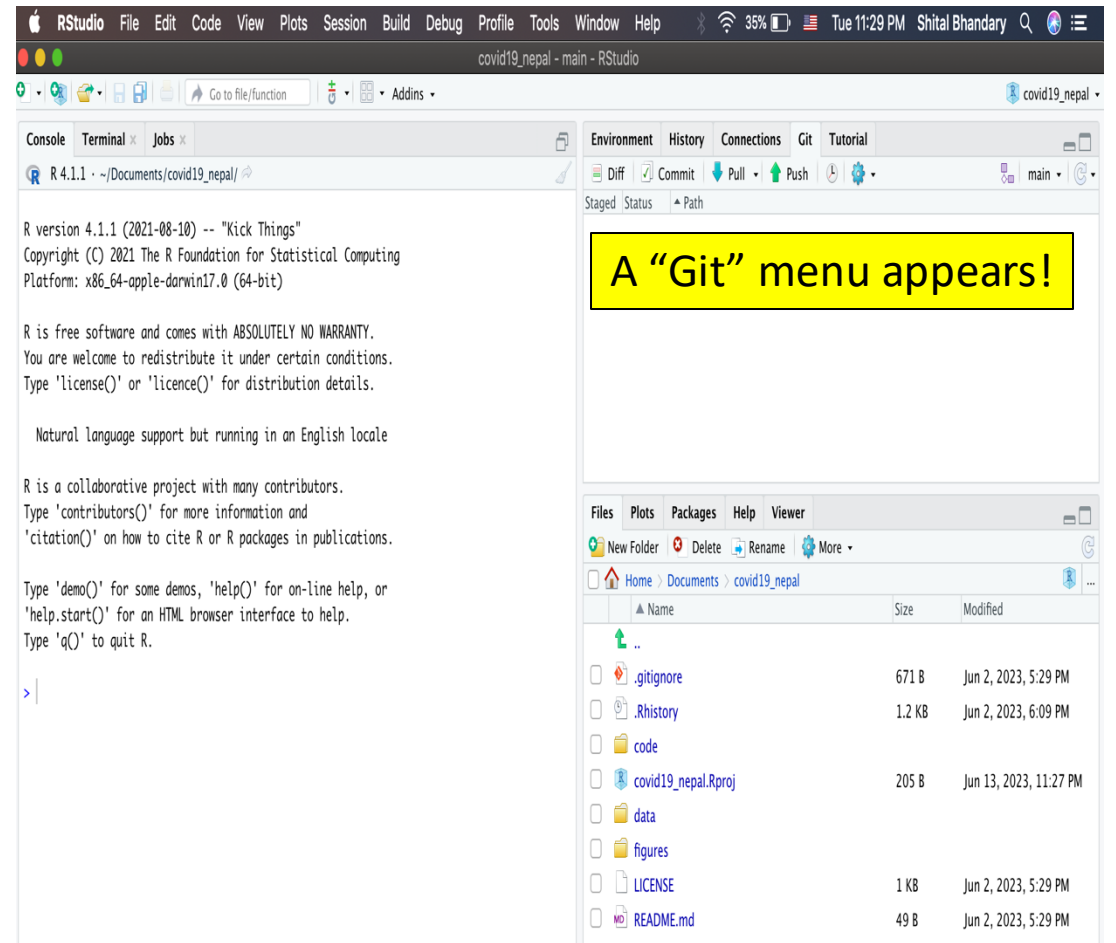 RStudio File Edit Code View Plots Session Build Debug Profile Tools Window Help 35% Tue 11:29 PM Shital Bhandary
covid19_nepal - main - RStudio
Go to file/function Addins covid19_nepal
Console Terminal Jobs
R 4.1.1 · ~/Documents/covid19_nepal/
R version 4.1.1 (2021-08-10) -- "Kick Things"
Copyright (C) 2021 The R Foundation for Statistical Computing
Platform: x86_64-apple-darwin17.0 (64-bit)
R is free software and comes with ABSOLUTELY NO WARRANTY.
You are welcome to redistribute it under certain conditions.
Type 'license()' or 'licence()' for distribution details.
Natural language support but running in an English locale
R is a collaborative project with many contributors.
Type 'contributors()' for more information and
'citation()' on how to cite R or R packages in publications.
Type 'demo()' for some demos, 'help()' for on-line help, or
'help.start()' for an HTML browser interface to help.
Type 'q()' to quit R.
>
Environment History Connections Git Tutorial
Diff Commit Pull Push main
Staged Status Path
A “Git” menu appears!
Files Plots Packages Help Viewer
New Folder Delete Rename More
Home Documents covid19_nepal ...
Name Size Modified
..
.gitignore 671 B Jun 2, 2023, 5:29 PM
.Rhistory 1.2 KB Jun 2, 2023, 6:09 PM
code
covid19_nepal.Rproj 205 B Jun 13, 2023, 11:27 PM
data
figures
LICENSE 1 KB Jun 2, 2023, 5:29 PM
README.md 49 B Jun 2, 2023, 5:29 PM